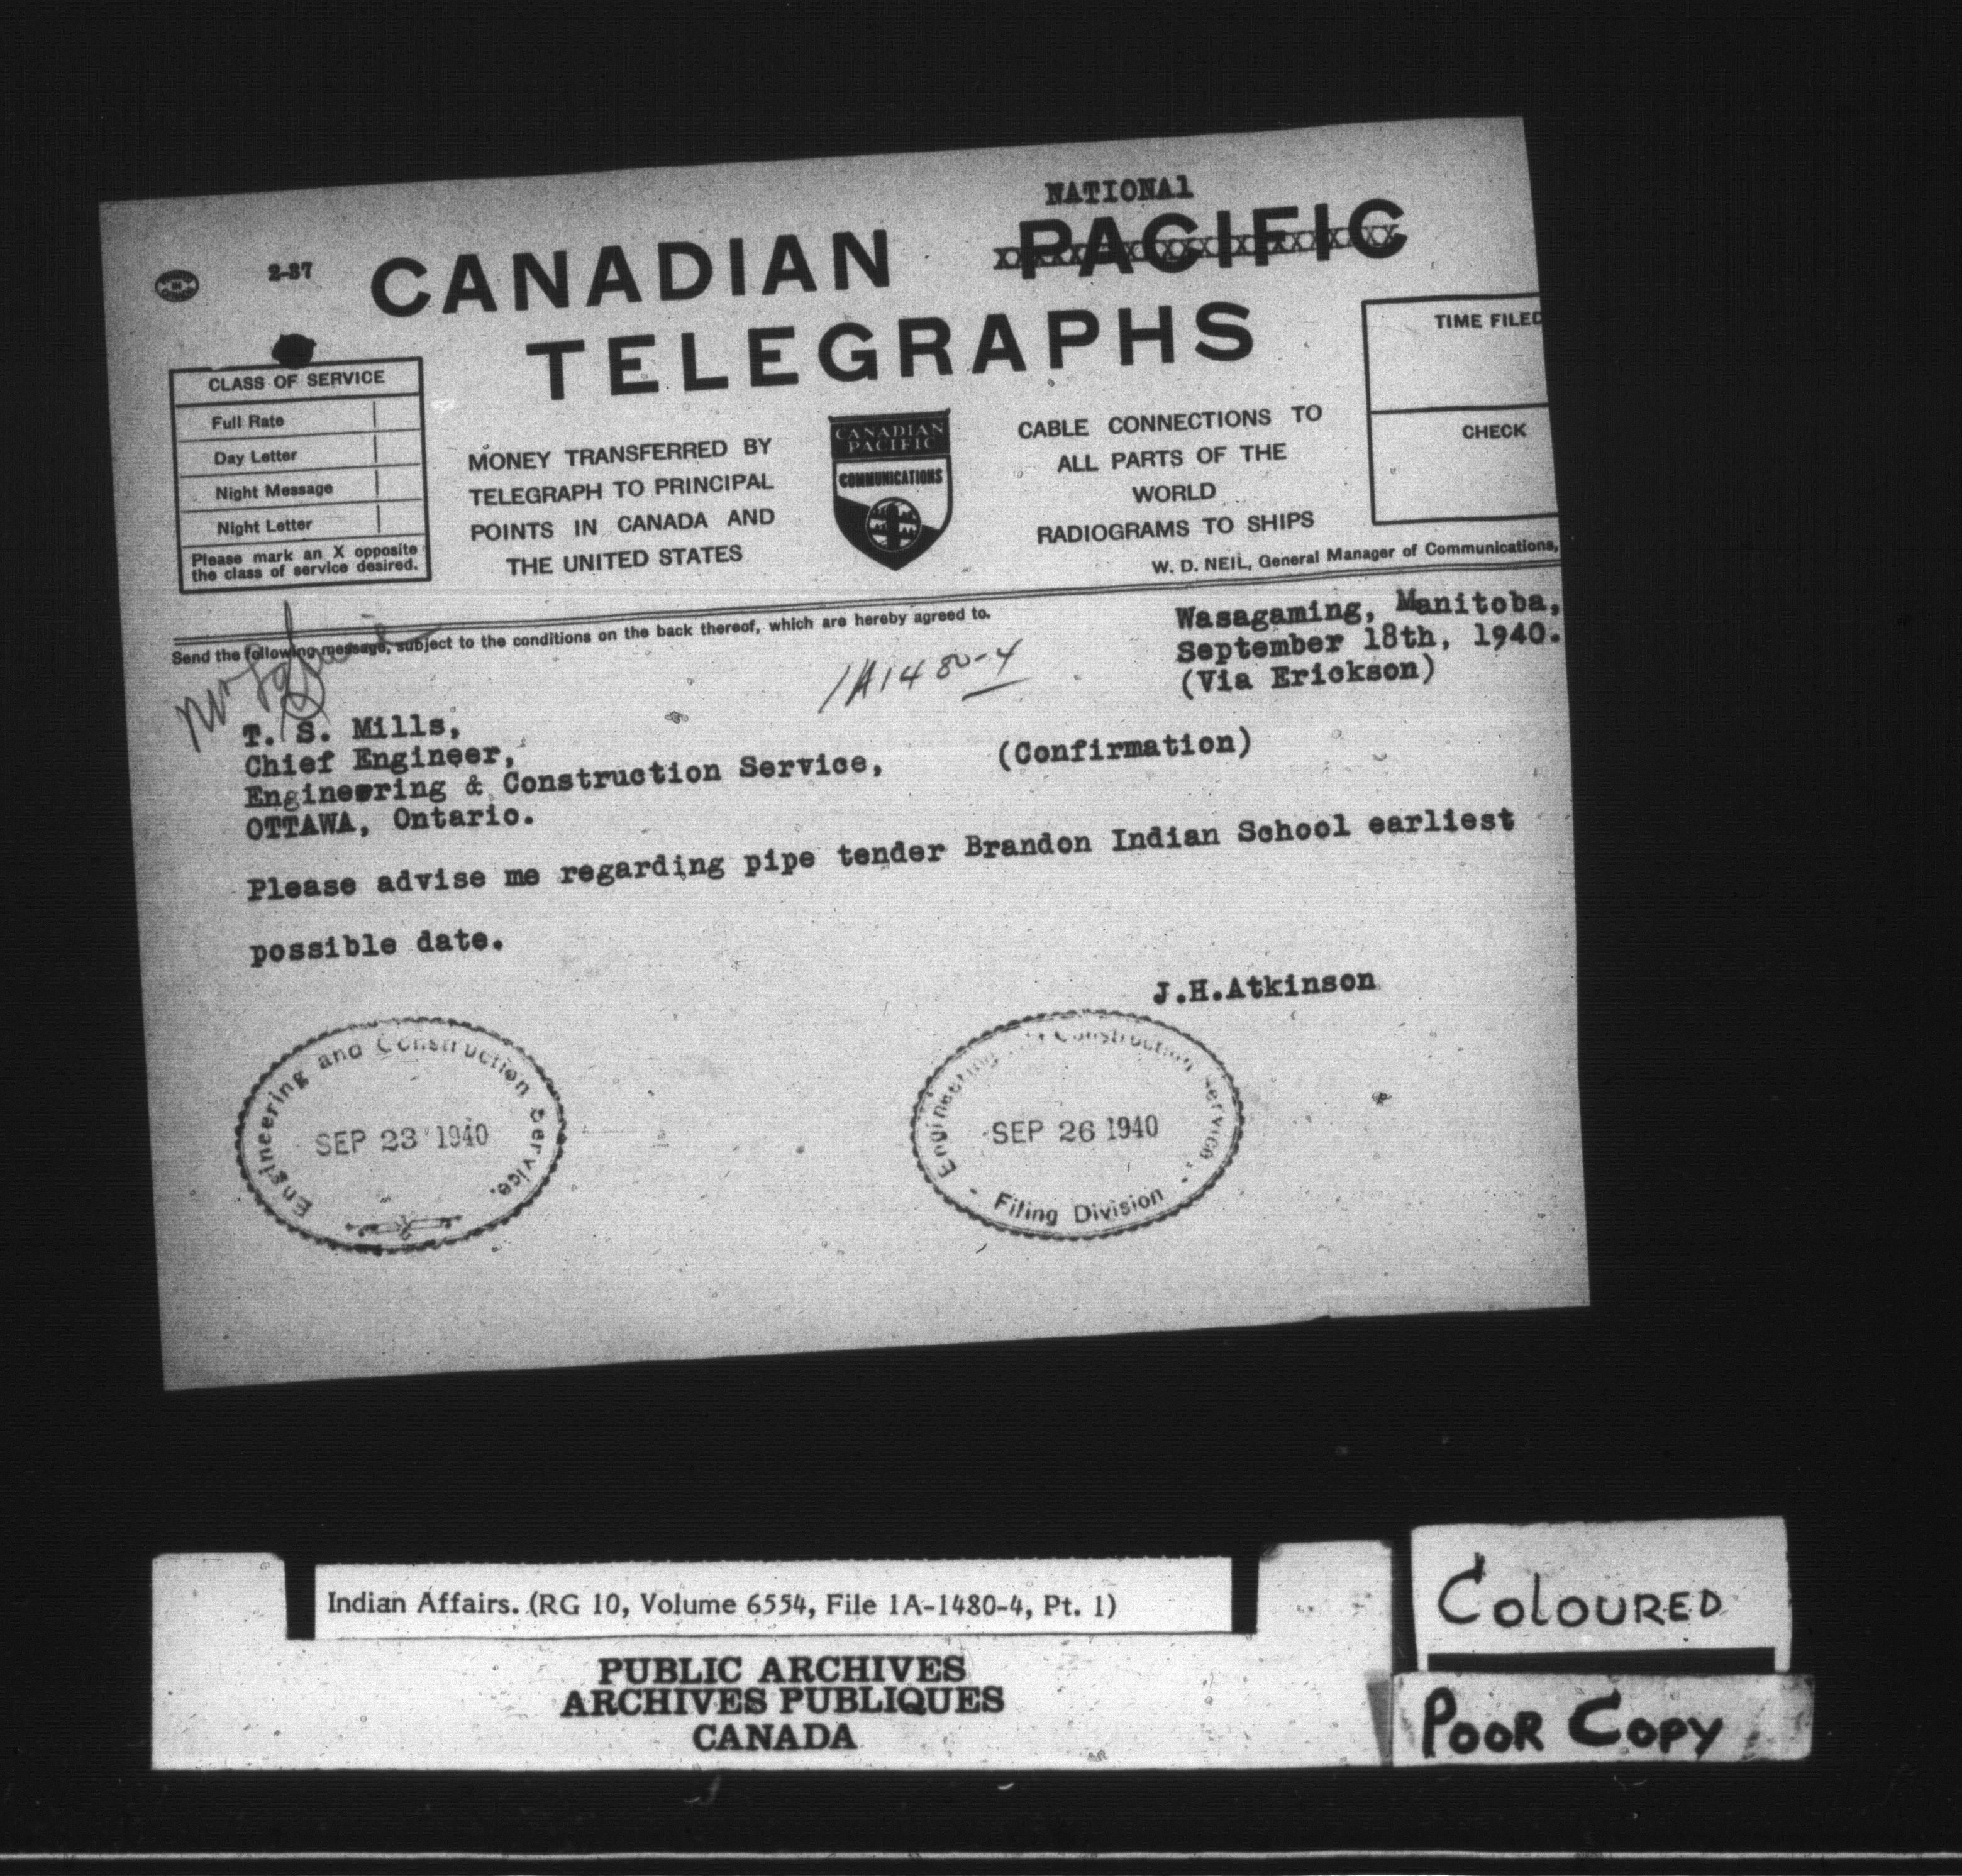 NATIONAl
CANADIAN PACIFIC
TELEGRAPHS
2-37
CLASS OF SERVICE
Full Rate
Day Letter
Night Message
Night Letter
Please mark an X opposite
the class of service desired.
MONEY TRANSFERRED BY
TELEGRAPH TO PRINCIPAL
POINTS IN CANADA AND
THE UNITED STATES
CANADIAN
PACIFIC
COMMUNICATIONS
CABLE CONNECTIONS TO
ALL PARTS OF THE
WORLD
RADIOGRAMS TO SHIPS
TIME FILED
CHECK
W. D. NEIL, General Manager of Communications,
Send the following message, subject to the conditions on the back thereof, which are hereby agreed to.
Wasagaming, Manitoba,
September 18th, 1940.
(Via Erickson)
1A1480-4
Mr
T. S. Mills,
Chief Engineer,
Engineering & Construction Service,
(Confirmation)
OTTAWA, Ontario.
Please advise me regarding pipe tender Brandon Indian School earliest
possible date.
J.H.Atkinson
Engineering and Construction Service.
SEP 23 1940
Engineering and Construction Service.
SEP 26 1940
Filing Division
Indian Affairs. (RG 10, Volume 6554, File 1A-1480-4, Pt. 1)
PUBLIC ARCHIVES
ARCHIVES PUBLIQUES
CANADA
COLOURED
POOR COPY